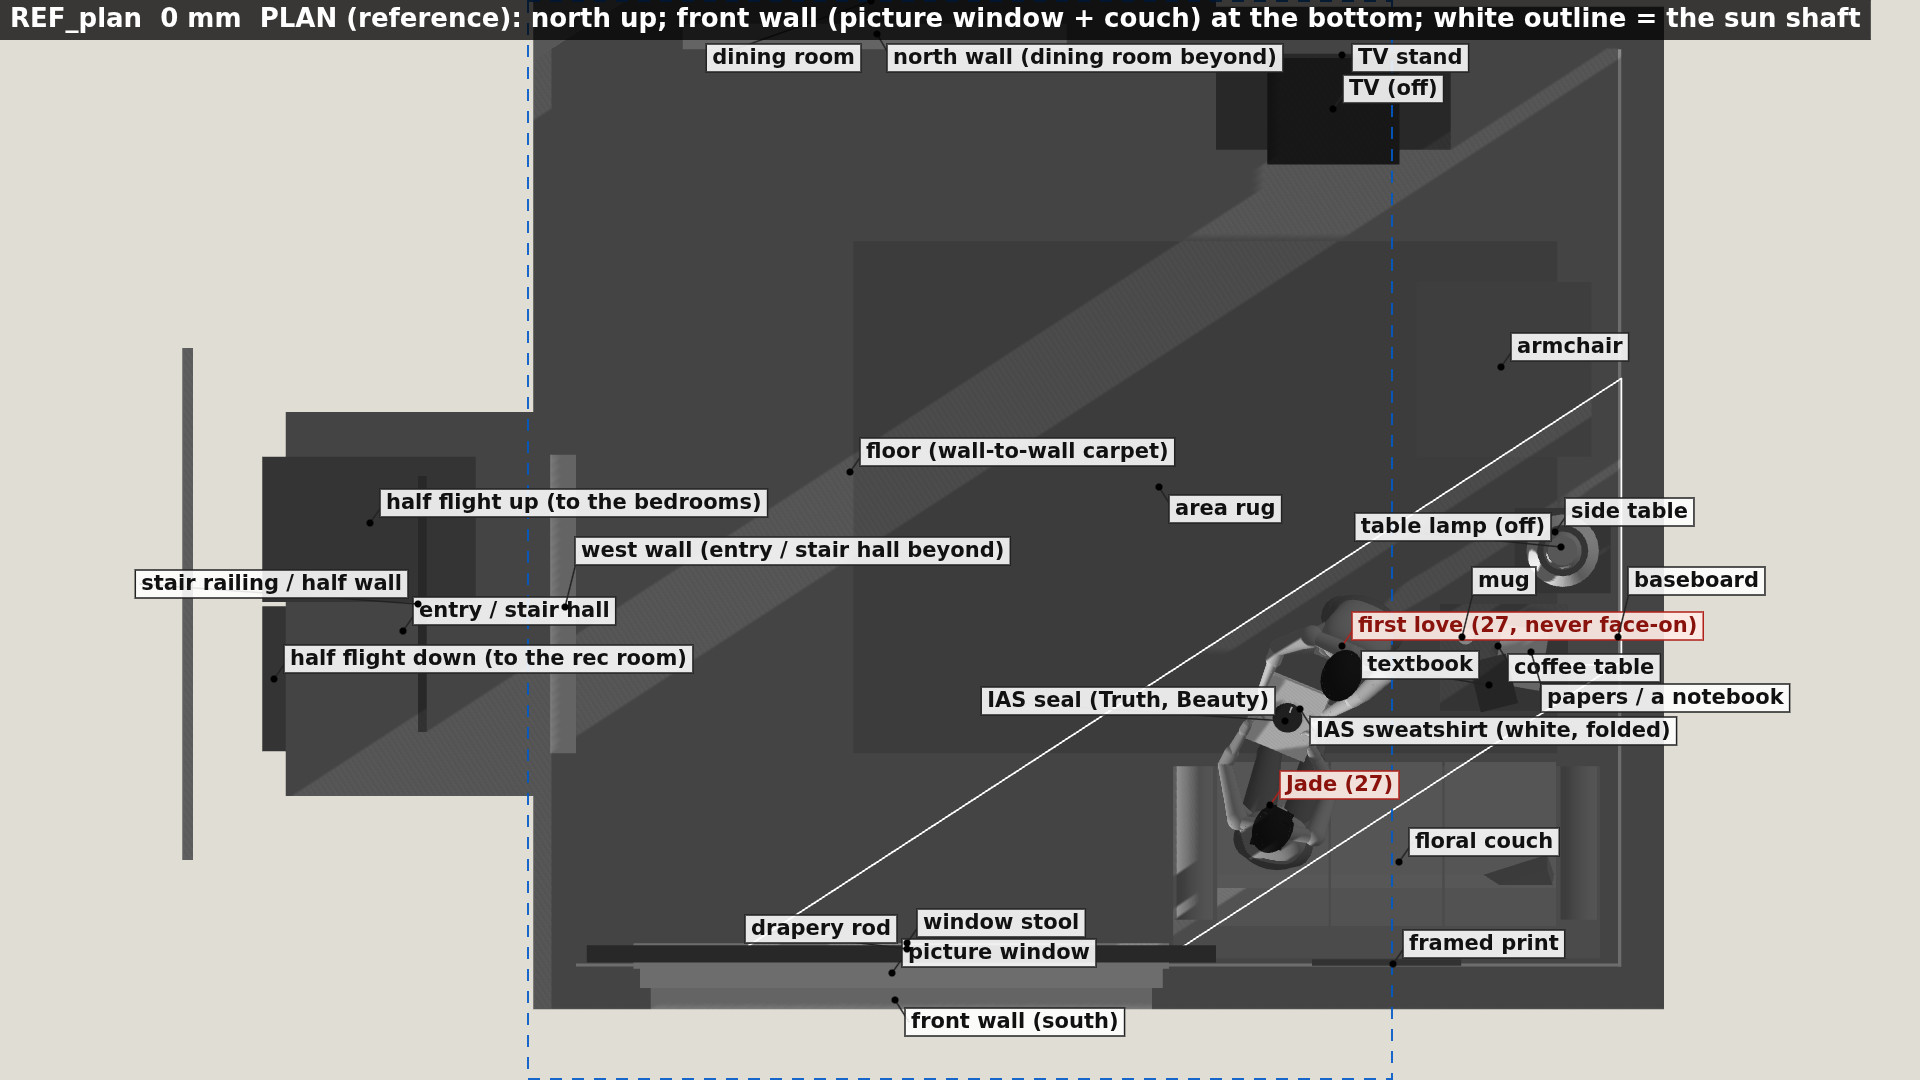 REF_plan  0 mm  PLAN (reference): north up; front wall (picture window + couch) at the bottom; white outline = the sun shaft
dining room
north wall (dining room beyond)
TV stand
TV (off)
armchair
floor (wall-to-wall carpet)
half flight up (to the bedrooms)
area rug
side table
table lamp (off)
west wall (entry / stair hall beyond)
stair railing / half wall
mug
baseboard
entry / stair hall
first love (27, never face-on)
half flight down (to the rec room)
textbook
coffee table
IAS seal (Truth, Beauty)
papers / a notebook
IAS sweatshirt (white, folded)
Jade (27)
floral couch
window stool
drapery rod
picture window
framed print
front wall (south)